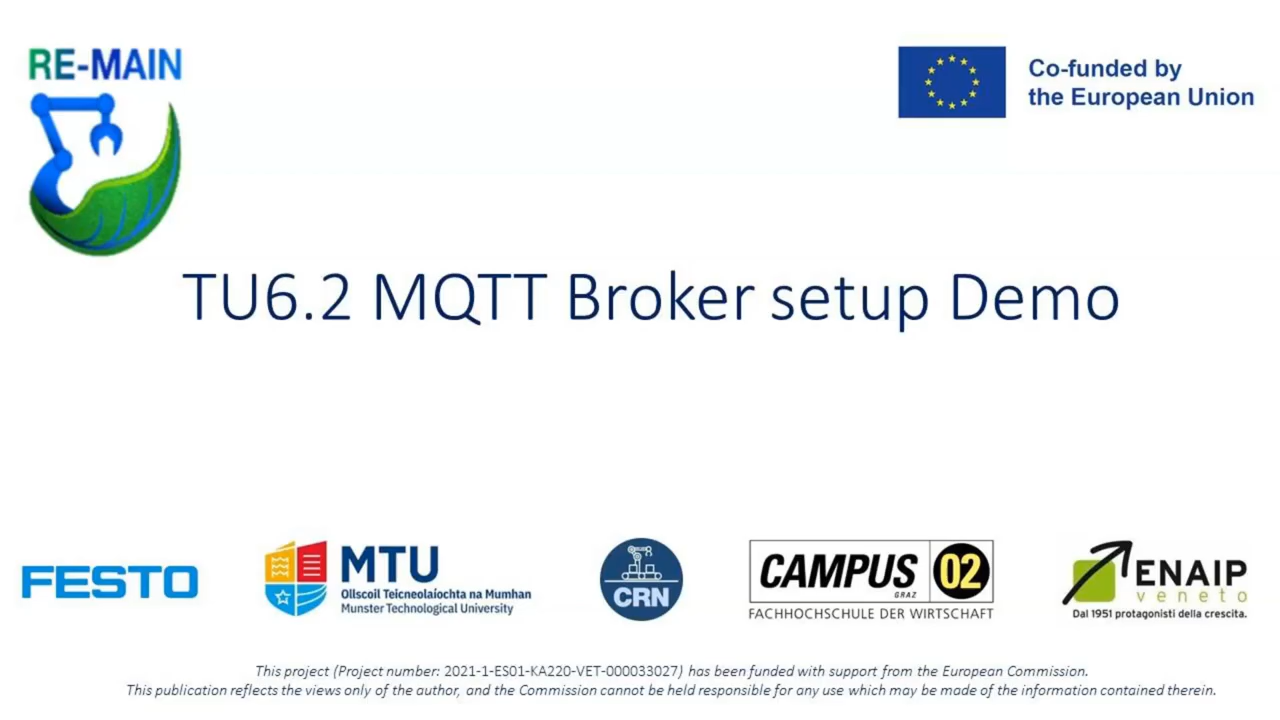 RE-MAIN
Co-funded by
the European Union
TU6.2 MQTT Broker setup Demo
FESTO
MTU
Ollscoil Teicneolaíochta na Mumhan
Munster Technological University
CRN
CAMPUS 02
GRAZ
FACHHOCHSCHULE DER WIRTSCHAFT
ENAIP
veneto
Dal 1951 protagonisti della crescita.
This project (Project number: 2021-1-ES01-KA220-VET-000033027) has been funded with support from the European Commission.
This publication reflects the views only of the author, and the Commission cannot be held responsible for any use which may be made of the information contained therein.